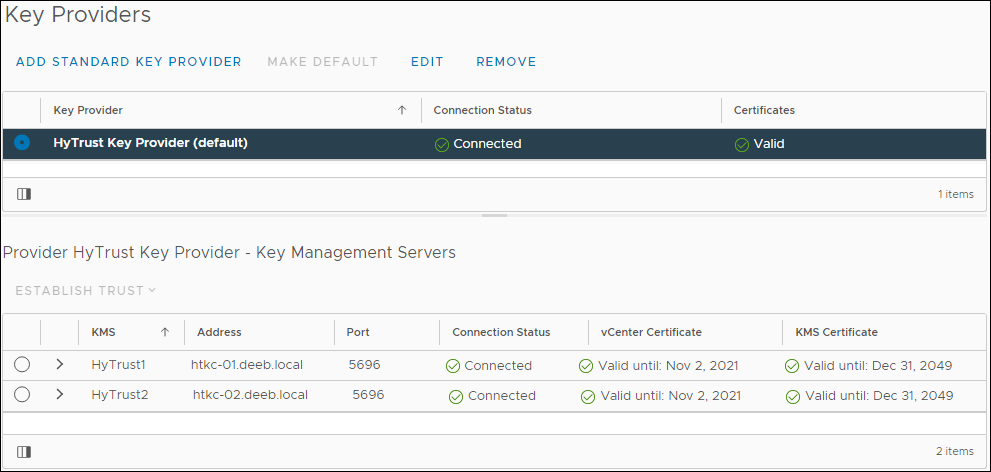 Key Providers
ADD STANDARD KEY PROVIDER MAKE DEFAULT EDIT REMOVE
Key Provider ↑ Connection Status Certificates
HyTrust Key Provider (default) Connected Valid
1 items
Provider HyTrust Key Provider - Key Management Servers
ESTABLISH TRUST
KMS ↑ Address Port Connection Status vCenter Certificate KMS Certificate
HyTrust1 htkc-01.deeb.local 5696 Connected Valid until: Nov 2, 2021 Valid until: Dec 31, 2049
HyTrust2 htkc-02.deeb.local 5696 Connected Valid until: Nov 2, 2021 Valid until: Dec 31, 2049
2 items